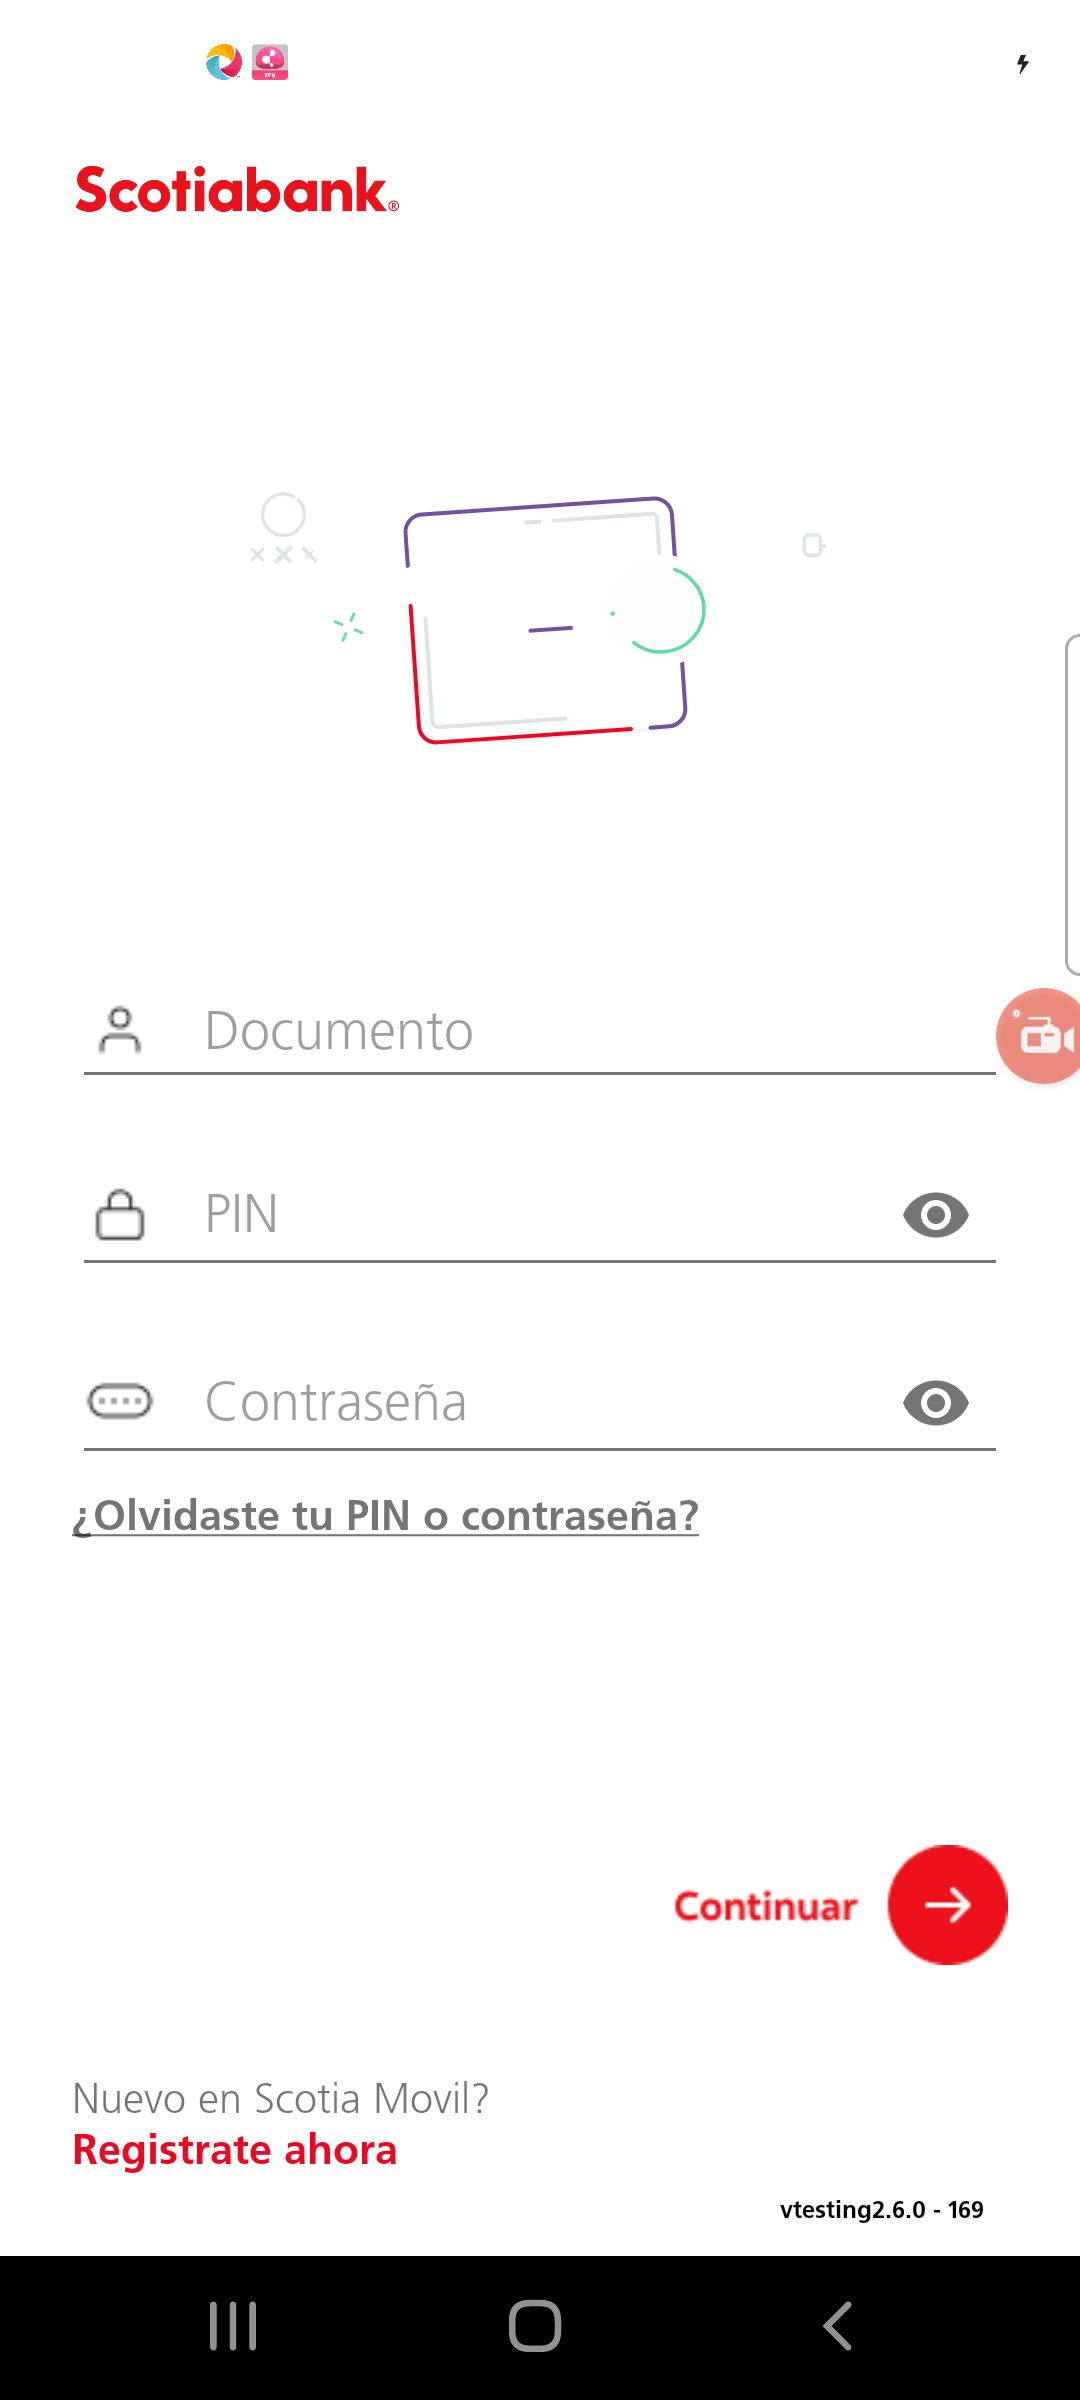 VPN
Scotiabank®
Documento
PIN
Contraseña
¿Olvidaste tu PIN o contraseña?
Continuar
Nuevo en Scotia Movil?
Registrate ahora
vtesting2.6.0 - 169